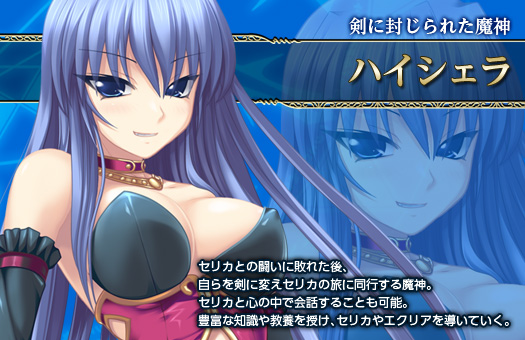 剣に封じられた魔神
ハイシェラ
セリカとの闘いに敗れた後、
自らを剣に変えセリカの旅に同行する魔神。
セリカと心の中で会話することも可能。
豊富な知識や教養を授け、セリカやエクリアを導いていく。